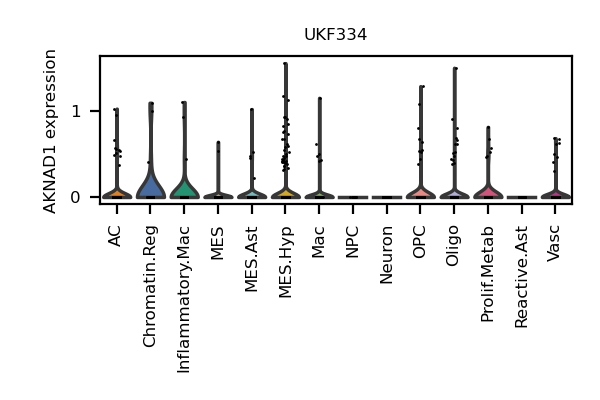 UKF334
AKNAD1 expression
1
0
AC
Chromatin.Reg
Inflammatory.Mac
MES
MES.Ast
MES.Hyp
Mac
NPC
Neuron
OPC
Oligo
Prolif.Metab
Reactive.Ast
Vasc